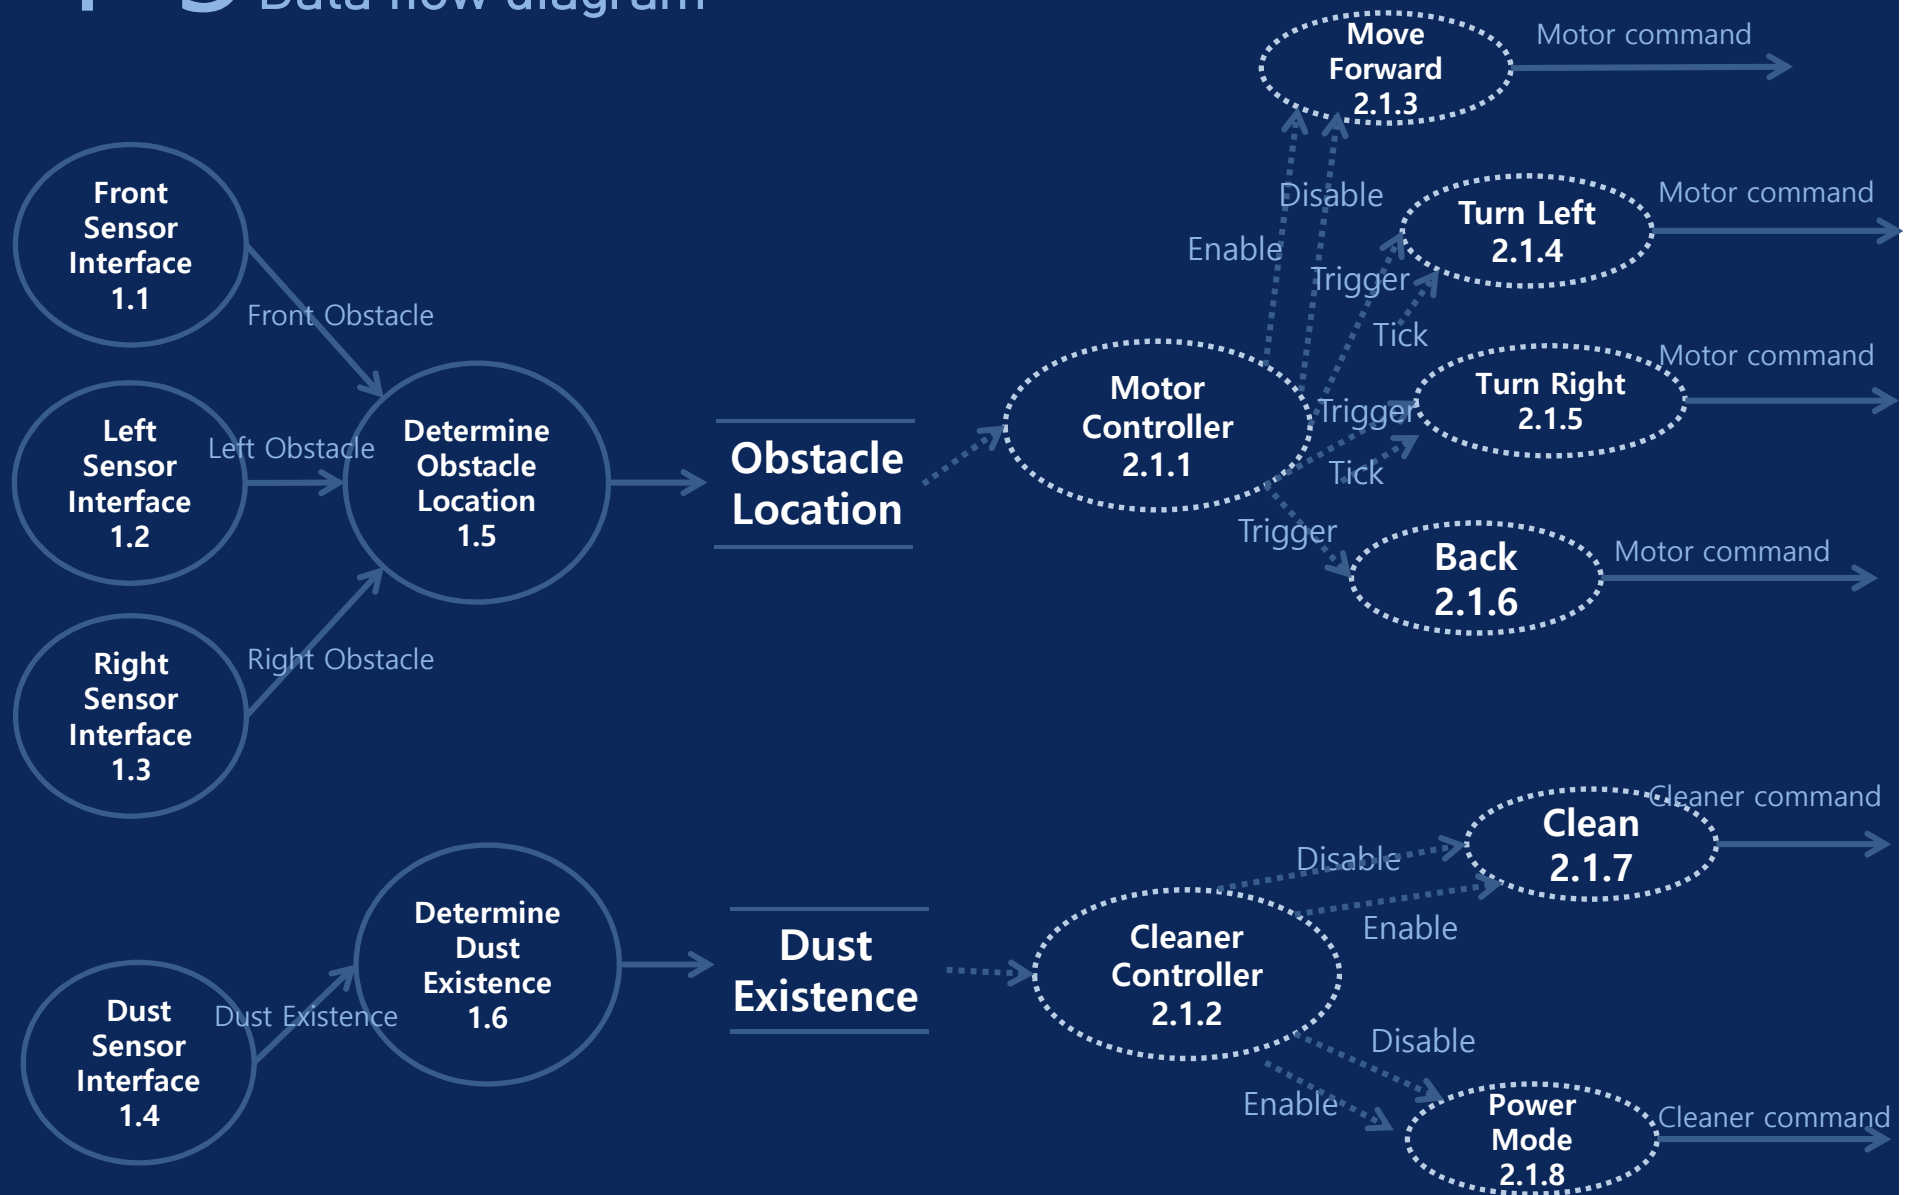 Data flow diagram
Move
Forward
2.1.3
Motor command
Front
Sensor
Interface
1.1
Front Obstacle
Left
Sensor
Interface
1.2
Left Obstacle
Right
Sensor
Interface
1.3
Right Obstacle
Determine
Obstacle
Location
1.5
Obstacle
Location
Motor
Controller
2.1.1
Enable
Disable
Trigger
Tick
Turn Left
2.1.4
Motor command
Trigger
Tick
Turn Right
2.1.5
Motor command
Trigger
Back
2.1.6
Motor command
Dust
Sensor
Interface
1.4
Dust Existence
Determine
Dust
Existence
1.6
Dust
Existence
Cleaner
Controller
2.1.2
Disable
Enable
Clean
2.1.7
Cleaner command
Disable
Enable
Power
Mode
2.1.8
Cleaner command